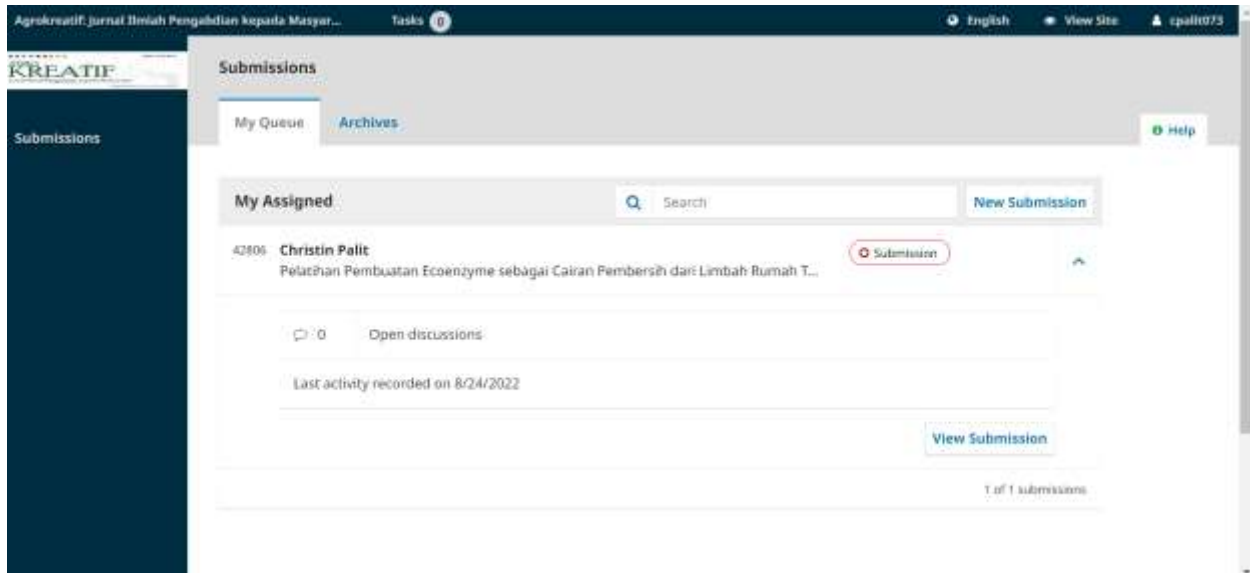 Agrokreatif: Jurnal Ilmiah Pengabdian kepada Masyar...
Tasks 0
English
View Site
cpalit073
KREATIF
Submissions
Submissions
My Queue
Archives
Help
My Assigned
Search
New Submission
42806
Christin Palit
Submission
Pelatihan Pembuatan Ecoenzyme sebagai Cairan Pembersih dari Limbah Rumah T...
0
Open discussions
Last activity recorded on 8/24/2022
View Submission
1 of 1 submissions